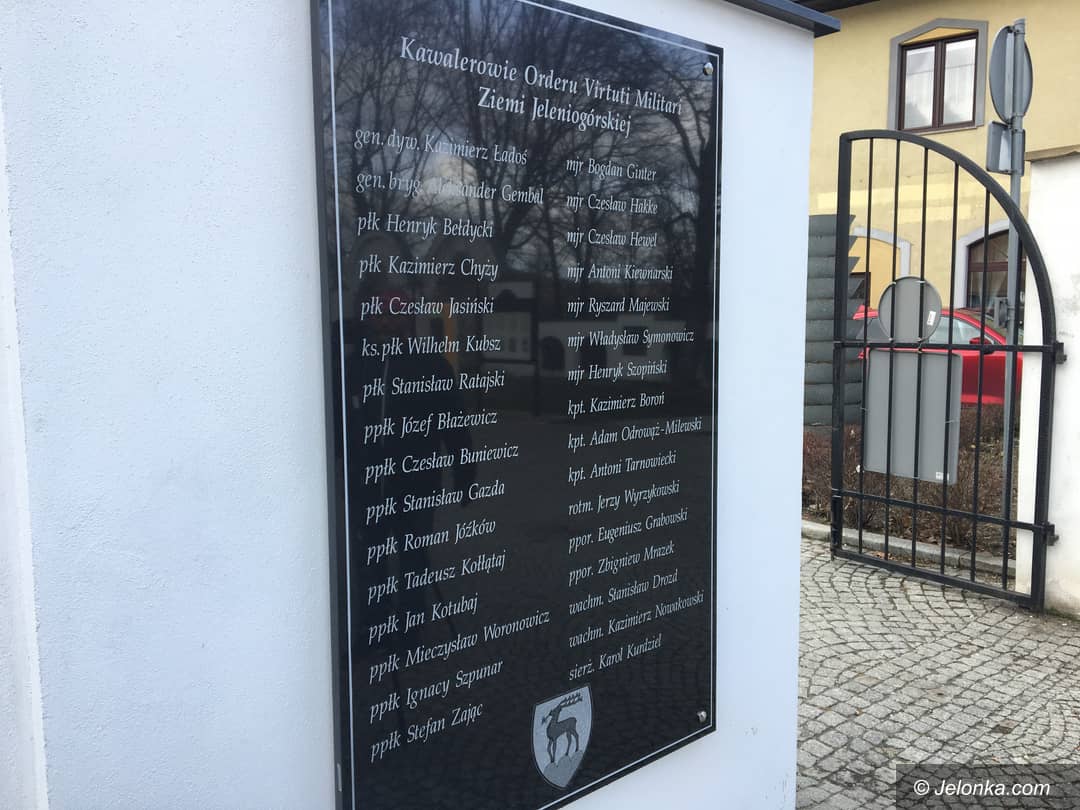 Kawalerowie Orderu Virtuti Militari
Ziemi Jeleniogórskiej
gen. dyw. Kazimierz Ładoś
gen. bryg. Aleksander Gembal
płk Henryk Bełdycki
płk Kazimierz Chyży
płk Czesław Jasiński
ks.płk Wilhelm Kubsz
płk Stanisław Ratajski
ppłk Józef Błażewicz
ppłk Czesław Buniewicz
ppłk Stanisław Gazda
ppłk Roman Jóźków
ppłk Tadeusz Kołłątaj
ppłk Jan Kotubaj
ppłk Mieczysław Woronowicz
ppłk Ignacy Szpunar
ppłk Stefan Zając
mjr Bogdan Ginter
mjr Czesław Hakke
mjr Czesław Hewel
mjr Antoni Kiewnarski
mjr Ryszard Majewski
mjr Władysław Symonowicz
mjr Henryk Szopiński
kpt. Kazimierz Boroń
kpt. Adam Odrowąż-Milewski
kpt. Antoni Tarnowiecki
rotm. Jerzy Wyrzykowski
ppor. Eugeniusz Grabowski
ppor. Zbigniew Mrazek
wachm. Stanisław Drozd
wachm. Kazimierz Nowakowski
sierż. Karol Kurdziel
© Jelonka.com